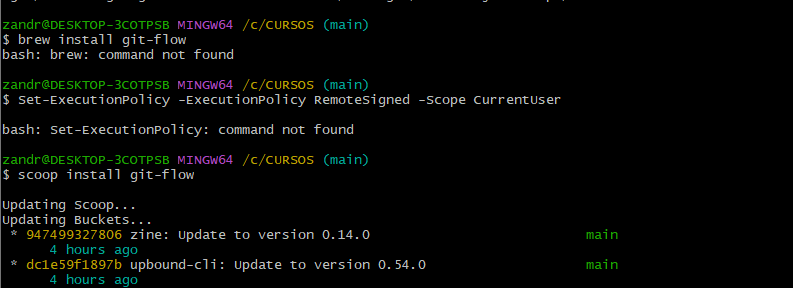 zandr@DESKTOP-3COTPSB MINGW64 /c/CURSOS (main)
$ brew install git-flow
bash: brew: command not found
zandr@DESKTOP-3COTPSB MINGW64 /c/CURSOS (main)
$ Set-ExecutionPolicy -ExecutionPolicy RemoteSigned -Scope CurrentUser
bash: Set-ExecutionPolicy: command not found
zandr@DESKTOP-3COTPSB MINGW64 /c/CURSOS (main)
$ scoop install git-flow
Updating Scoop...
Updating Buckets...
* 947499327806 zine: Update to version 0.14.0 main
4 hours ago
* dc1e59f1897b upbound-cli: Update to version 0.54.0 main
4 hours ago